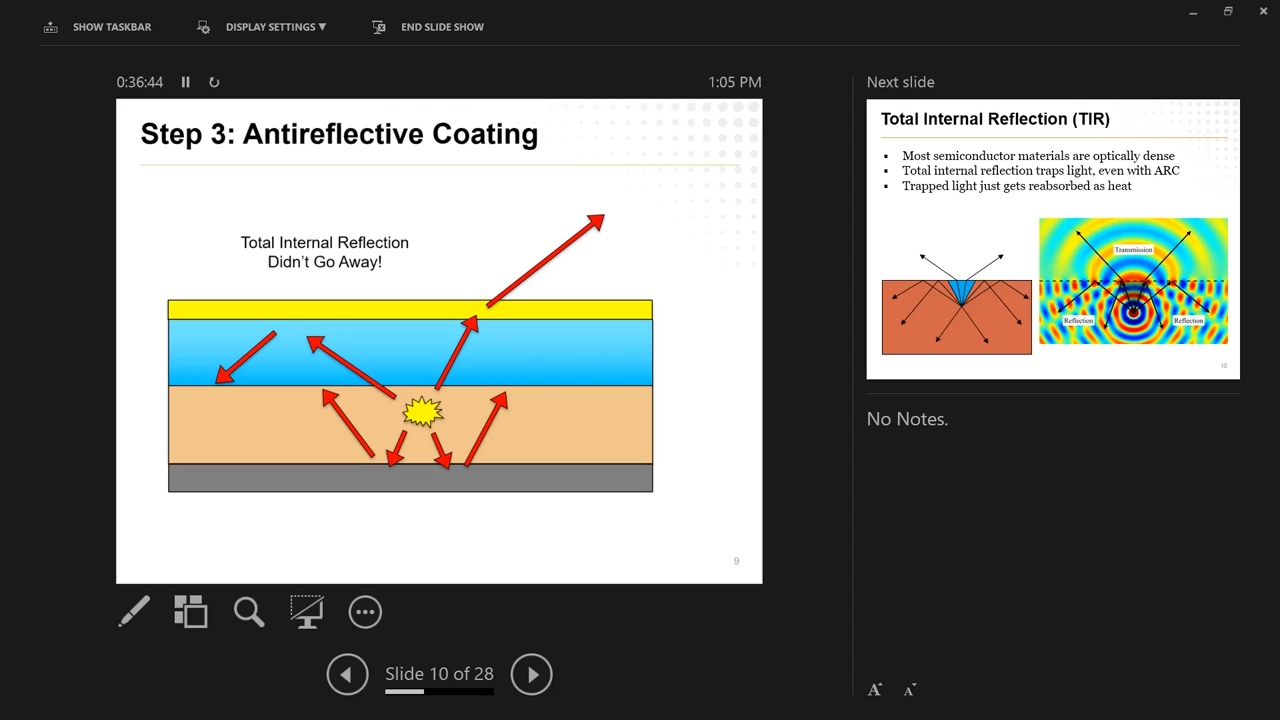 SHOW TASKBAR
DISPLAY SETTINGS ▼
END SLIDE SHOW
0:36:44
1:05 PM
Step 3: Antireflective Coating
Total Internal Reflection
Didn't Go Away!
9
Slide 10 of 28
Next slide
Total Internal Reflection (TIR)
▪ Most semiconductor materials are optically dense
▪ Total internal reflection traps light, even with ARC
▪ Trapped light just gets reabsorbed as heat
Transmission
Reflection
Reflection
10
No Notes.
A A